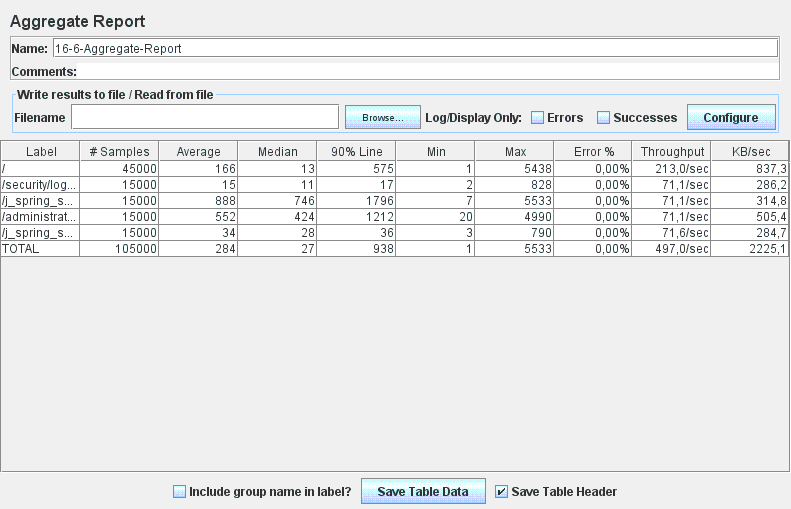 Aggregate Report
Name: 16-6-Aggregate-Report
Comments:
Write results to file / Read from file
Filename Browse... Log/Display Only: Errors Successes Configure
Label # Samples Average Median 90% Line Min Max Error % Throughput KB/sec
/ 45000 166 13 575 1 5438 0,00% 213,0/sec 837,3
/security/log... 15000 15 11 17 2 828 0,00% 71,1/sec 286,2
/j_spring_s... 15000 888 746 1796 7 5533 0,00% 71,1/sec 314,8
/administrat... 15000 552 424 1212 20 4990 0,00% 71,1/sec 505,4
/j_spring_s... 15000 34 28 36 3 790 0,00% 71,6/sec 284,7
TOTAL 105000 284 27 938 1 5533 0,00% 497,0/sec 2225,1
Include group name in label? Save Table Data Save Table Header